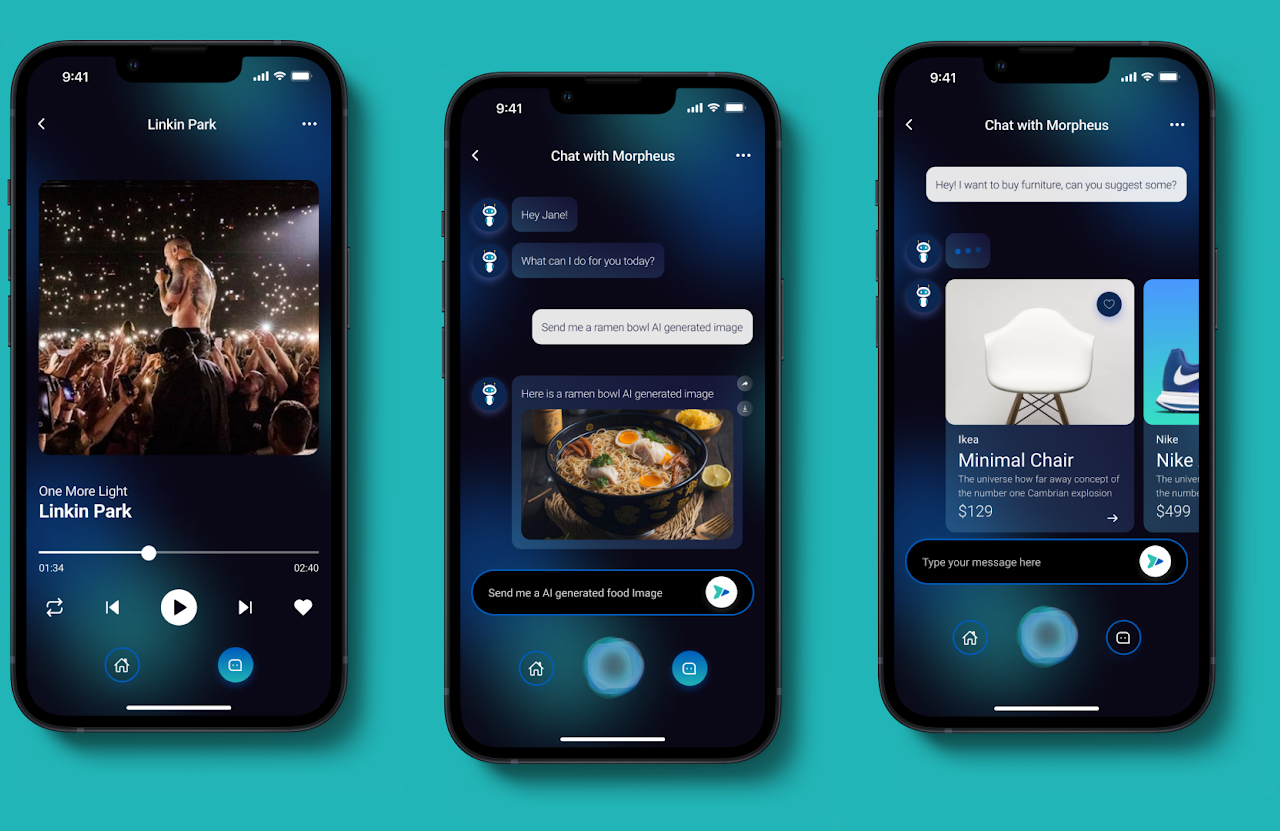 9:41
Linkin Park
One More Light
Linkin Park
01:34
02:40
9:41
Chat with Morpheus
Hey Jane!
What can I do for you today?
Send me a ramen bowl AI generated image
Here is a ramen bowl AI generated image
Send me a AI generated food Image
9:41
Chat with Morpheus
Hey! I want to buy furniture, can you suggest some?
Ikea
Minimal Chair
The universe how far away concept of
the number one Cambrian explosion
$129
Nike
Nike
The univer
the numbe
$499
Type your message here